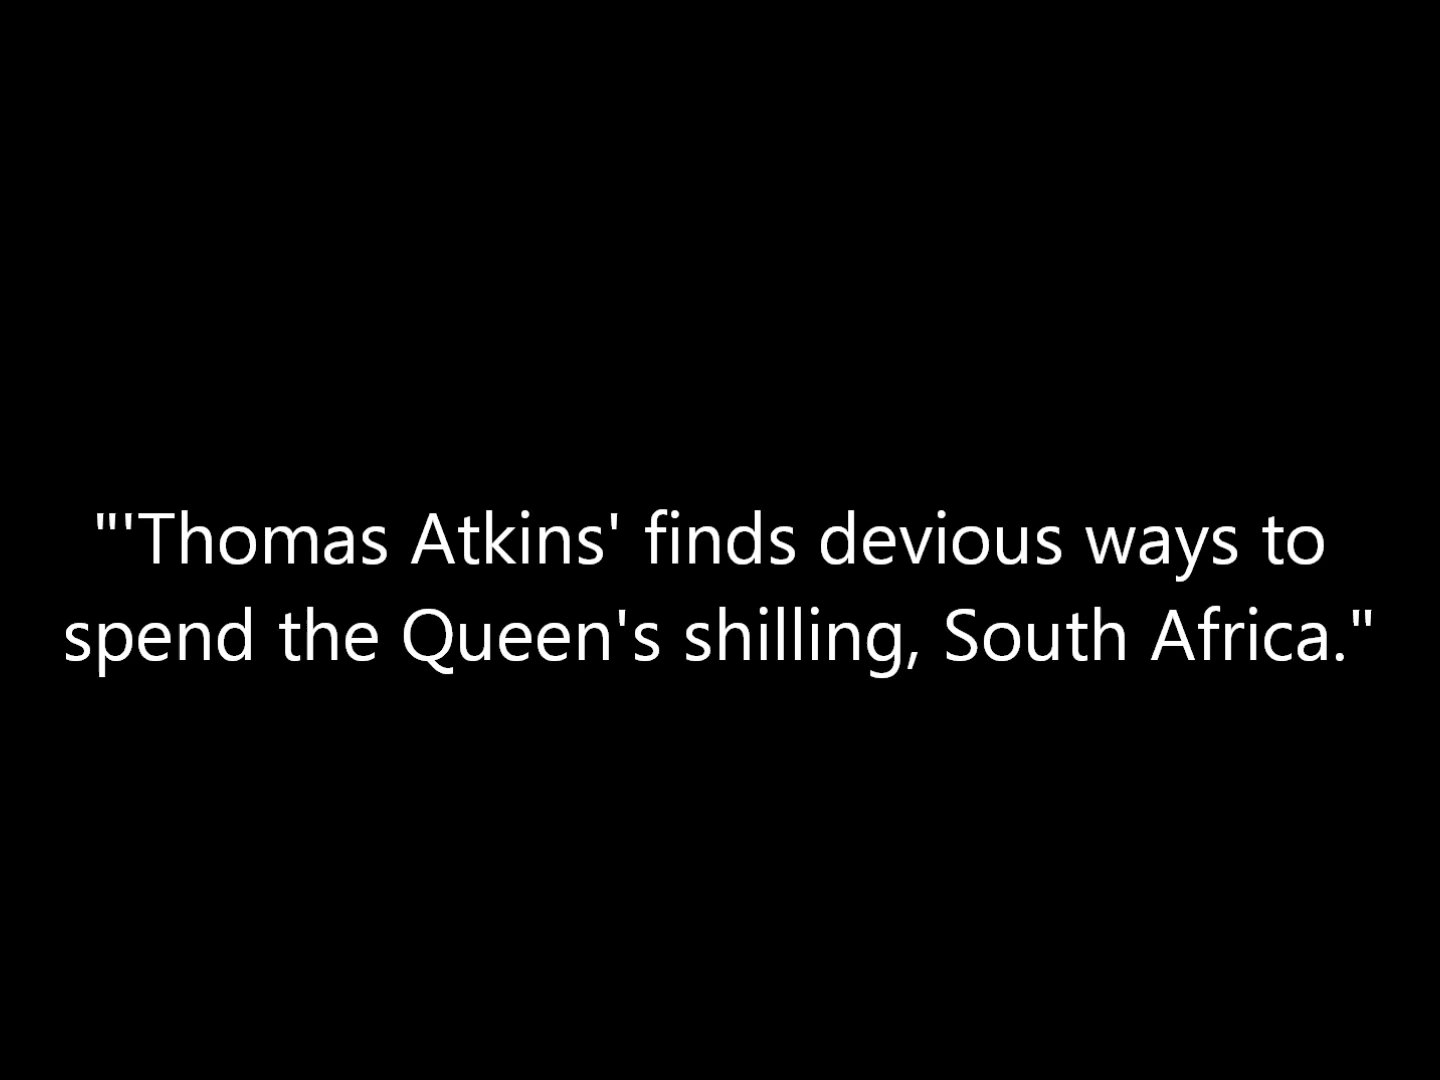 "'Thomas Atkins' finds devious ways to
spend the Queen's shilling, South Africa."